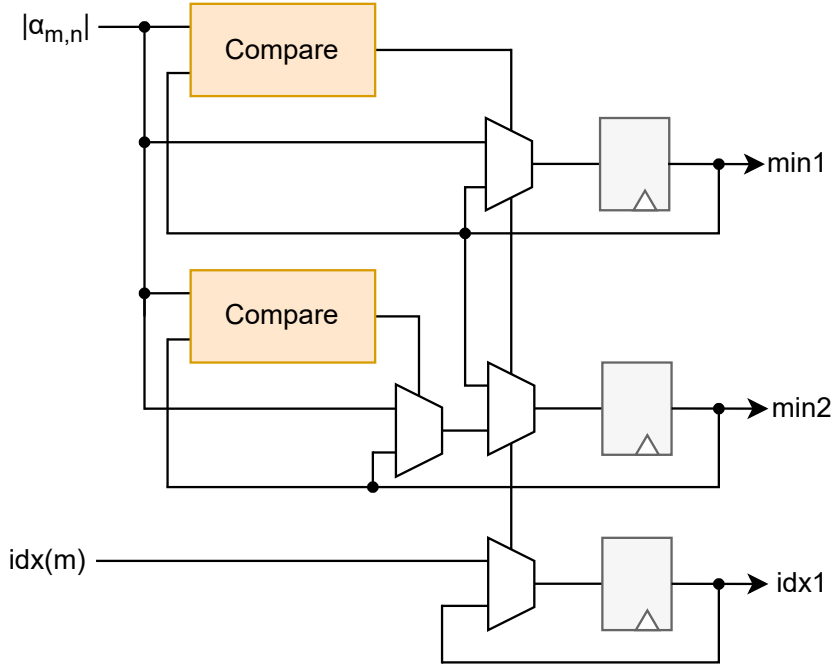 |α_{m,n}|
Compare
min1
Compare
min2
idx(m)
idx1